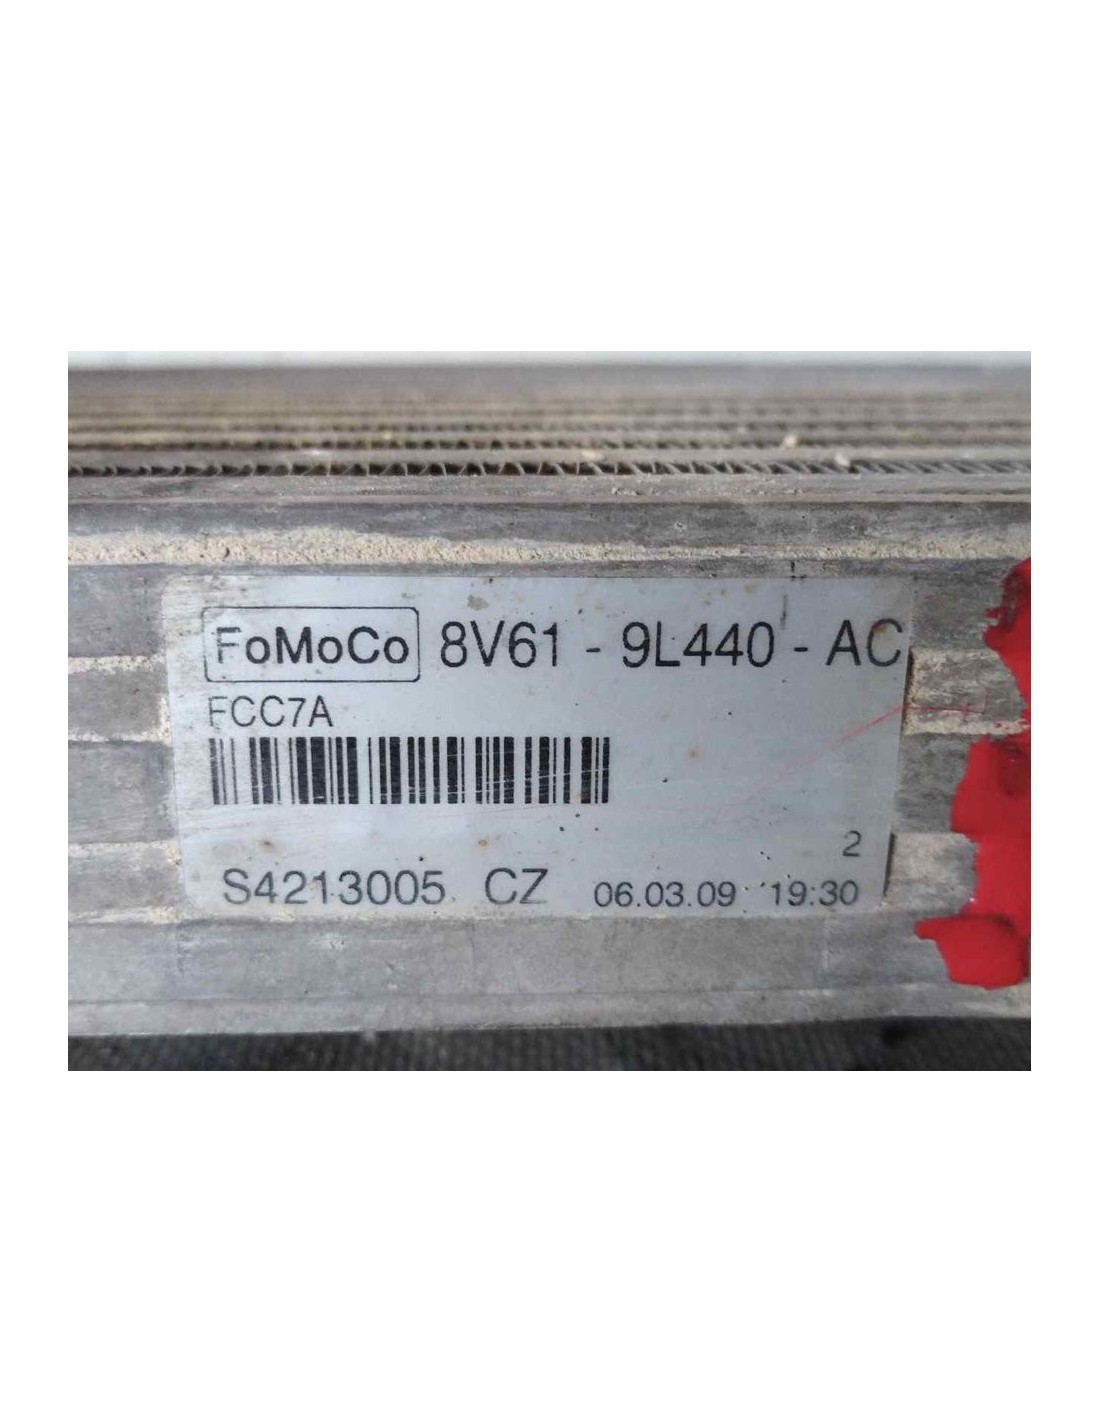 FoMoCo 8V61 - 9L440 - AC
FCC7A
2
S4213005 CZ 06.03.09 19:30